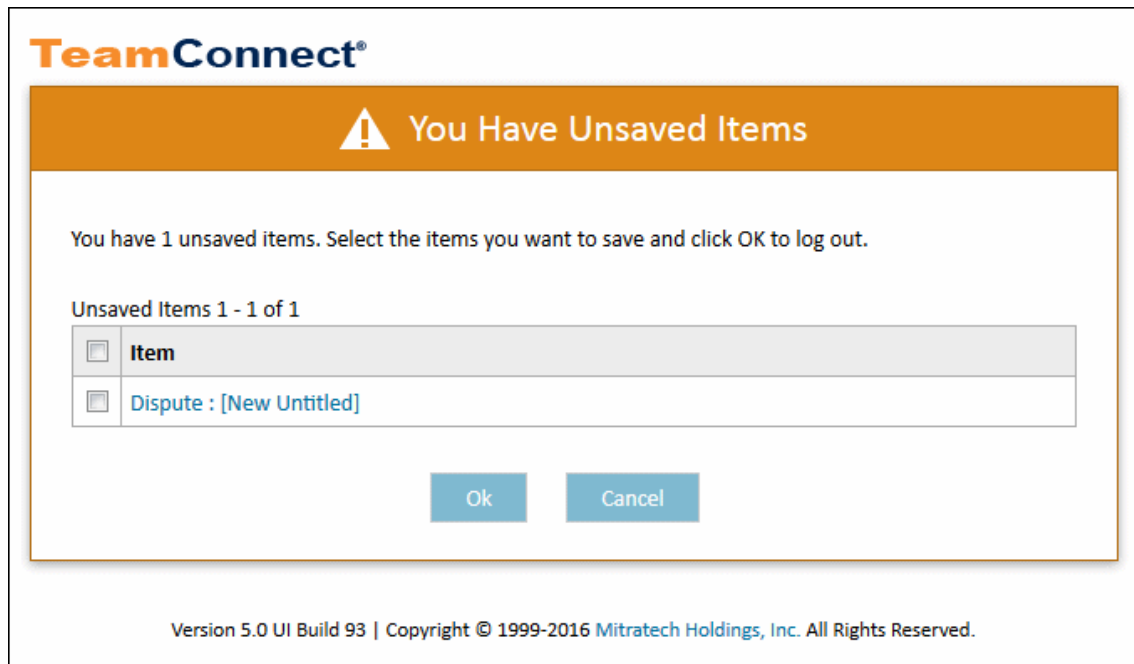 TeamConnect®
You Have Unsaved Items
You have 1 unsaved items. Select the items you want to save and click OK to log out.
Unsaved Items 1 - 1 of 1
Item
Dispute : [New Untitled]
Ok Cancel
Version 5.0 UI Build 93 | Copyright © 1999-2016 Mitratech Holdings, Inc. All Rights Reserved.